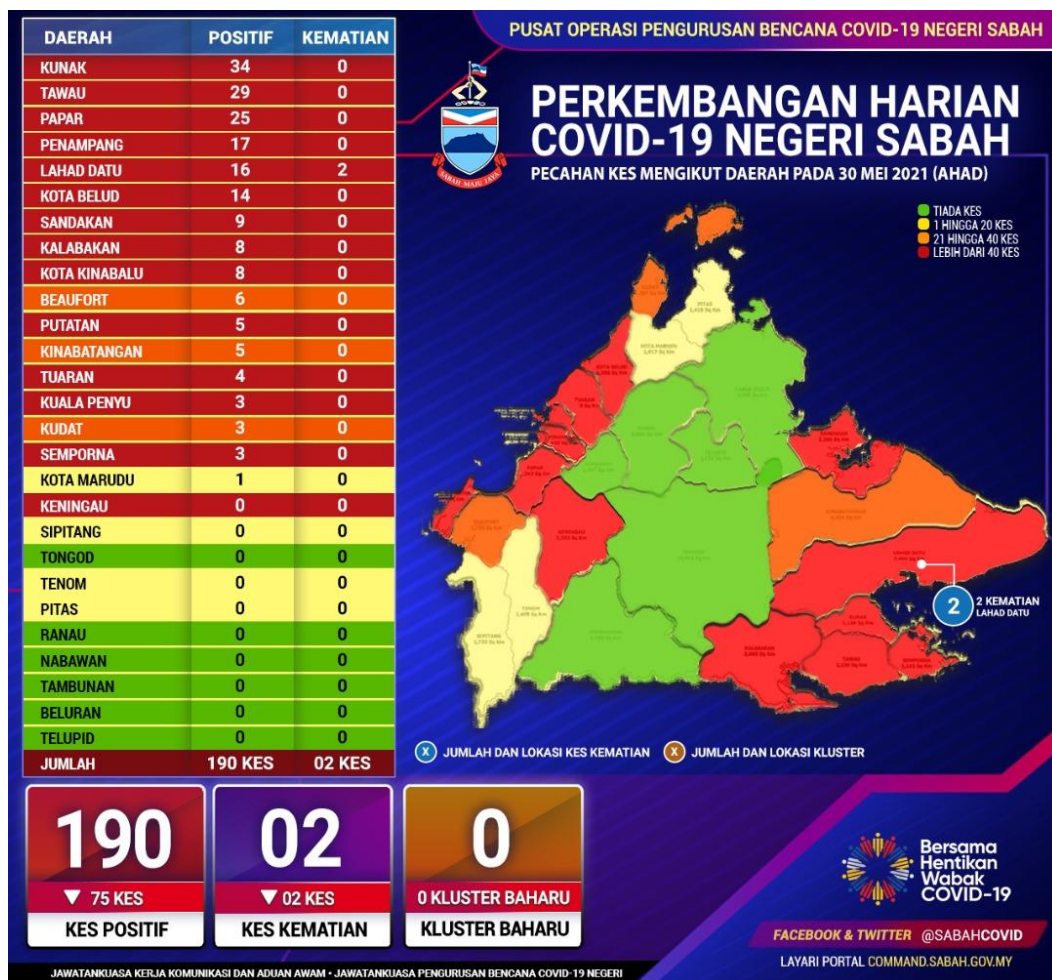 PUSAT OPERASI PENGURUSAN BENCANA COVID-19 NEGERI SABAH
PERKEMBANGAN HARIAN
COVID-19 NEGERI SABAH
PECAHAN KES MENGIKUT DAERAH PADA 30 MEI 2021 (AHAD)
SABAH MAJU JAYA
DAERAH POSITIF KEMATIAN
KUNAK 34 0
TAWAU 29 0
PAPAR 25 0
PENAMPANG 17 0
LAHAD DATU 16 2
KOTA BELUD 14 0
SANDAKAN 9 0
KALABAKAN 8 0
KOTA KINABALU 8 0
BEAUFORT 6 0
PUTATAN 5 0
KINABATANGAN 5 0
TUARAN 4 0
KUALA PENYU 3 0
KUDAT 3 0
SEMPORNA 3 0
KOTA MARUDU 1 0
KENINGAU 0 0
SIPITANG 0 0
TONGOD 0 0
TENOM 0 0
PITAS 0 0
RANAU 0 0
NABAWAN 0 0
TAMBUNAN 0 0
BELURAN 0 0
TELUPID 0 0
JUMLAH 190 KES 02 KES
TIADA KES
1 HINGGA 20 KES
21 HINGGA 40 KES
LEBIH DARI 40 KES
2
2 KEMATIAN
LAHAD DATU
X JUMLAH DAN LOKASI KES KEMATIAN
X JUMLAH DAN LOKASI KLUSTER
190
▼ 75 KES
KES POSITIF
02
▼ 02 KES
KES KEMATIAN
0
0 KLUSTER BAHARU
KLUSTER BAHARU
Bersama
Hentikan
Wabak
COVID-19
FACEBOOK & TWITTER @SABAHCOVID
LAYARI PORTAL COMMAND.SABAH.GOV.MY
JAWATANKUASA KERJA KOMUNIKASI DAN ADUAN AWAM • JAWATANKUASA PENGURUSAN BENCANA COVID-19 NEGERI